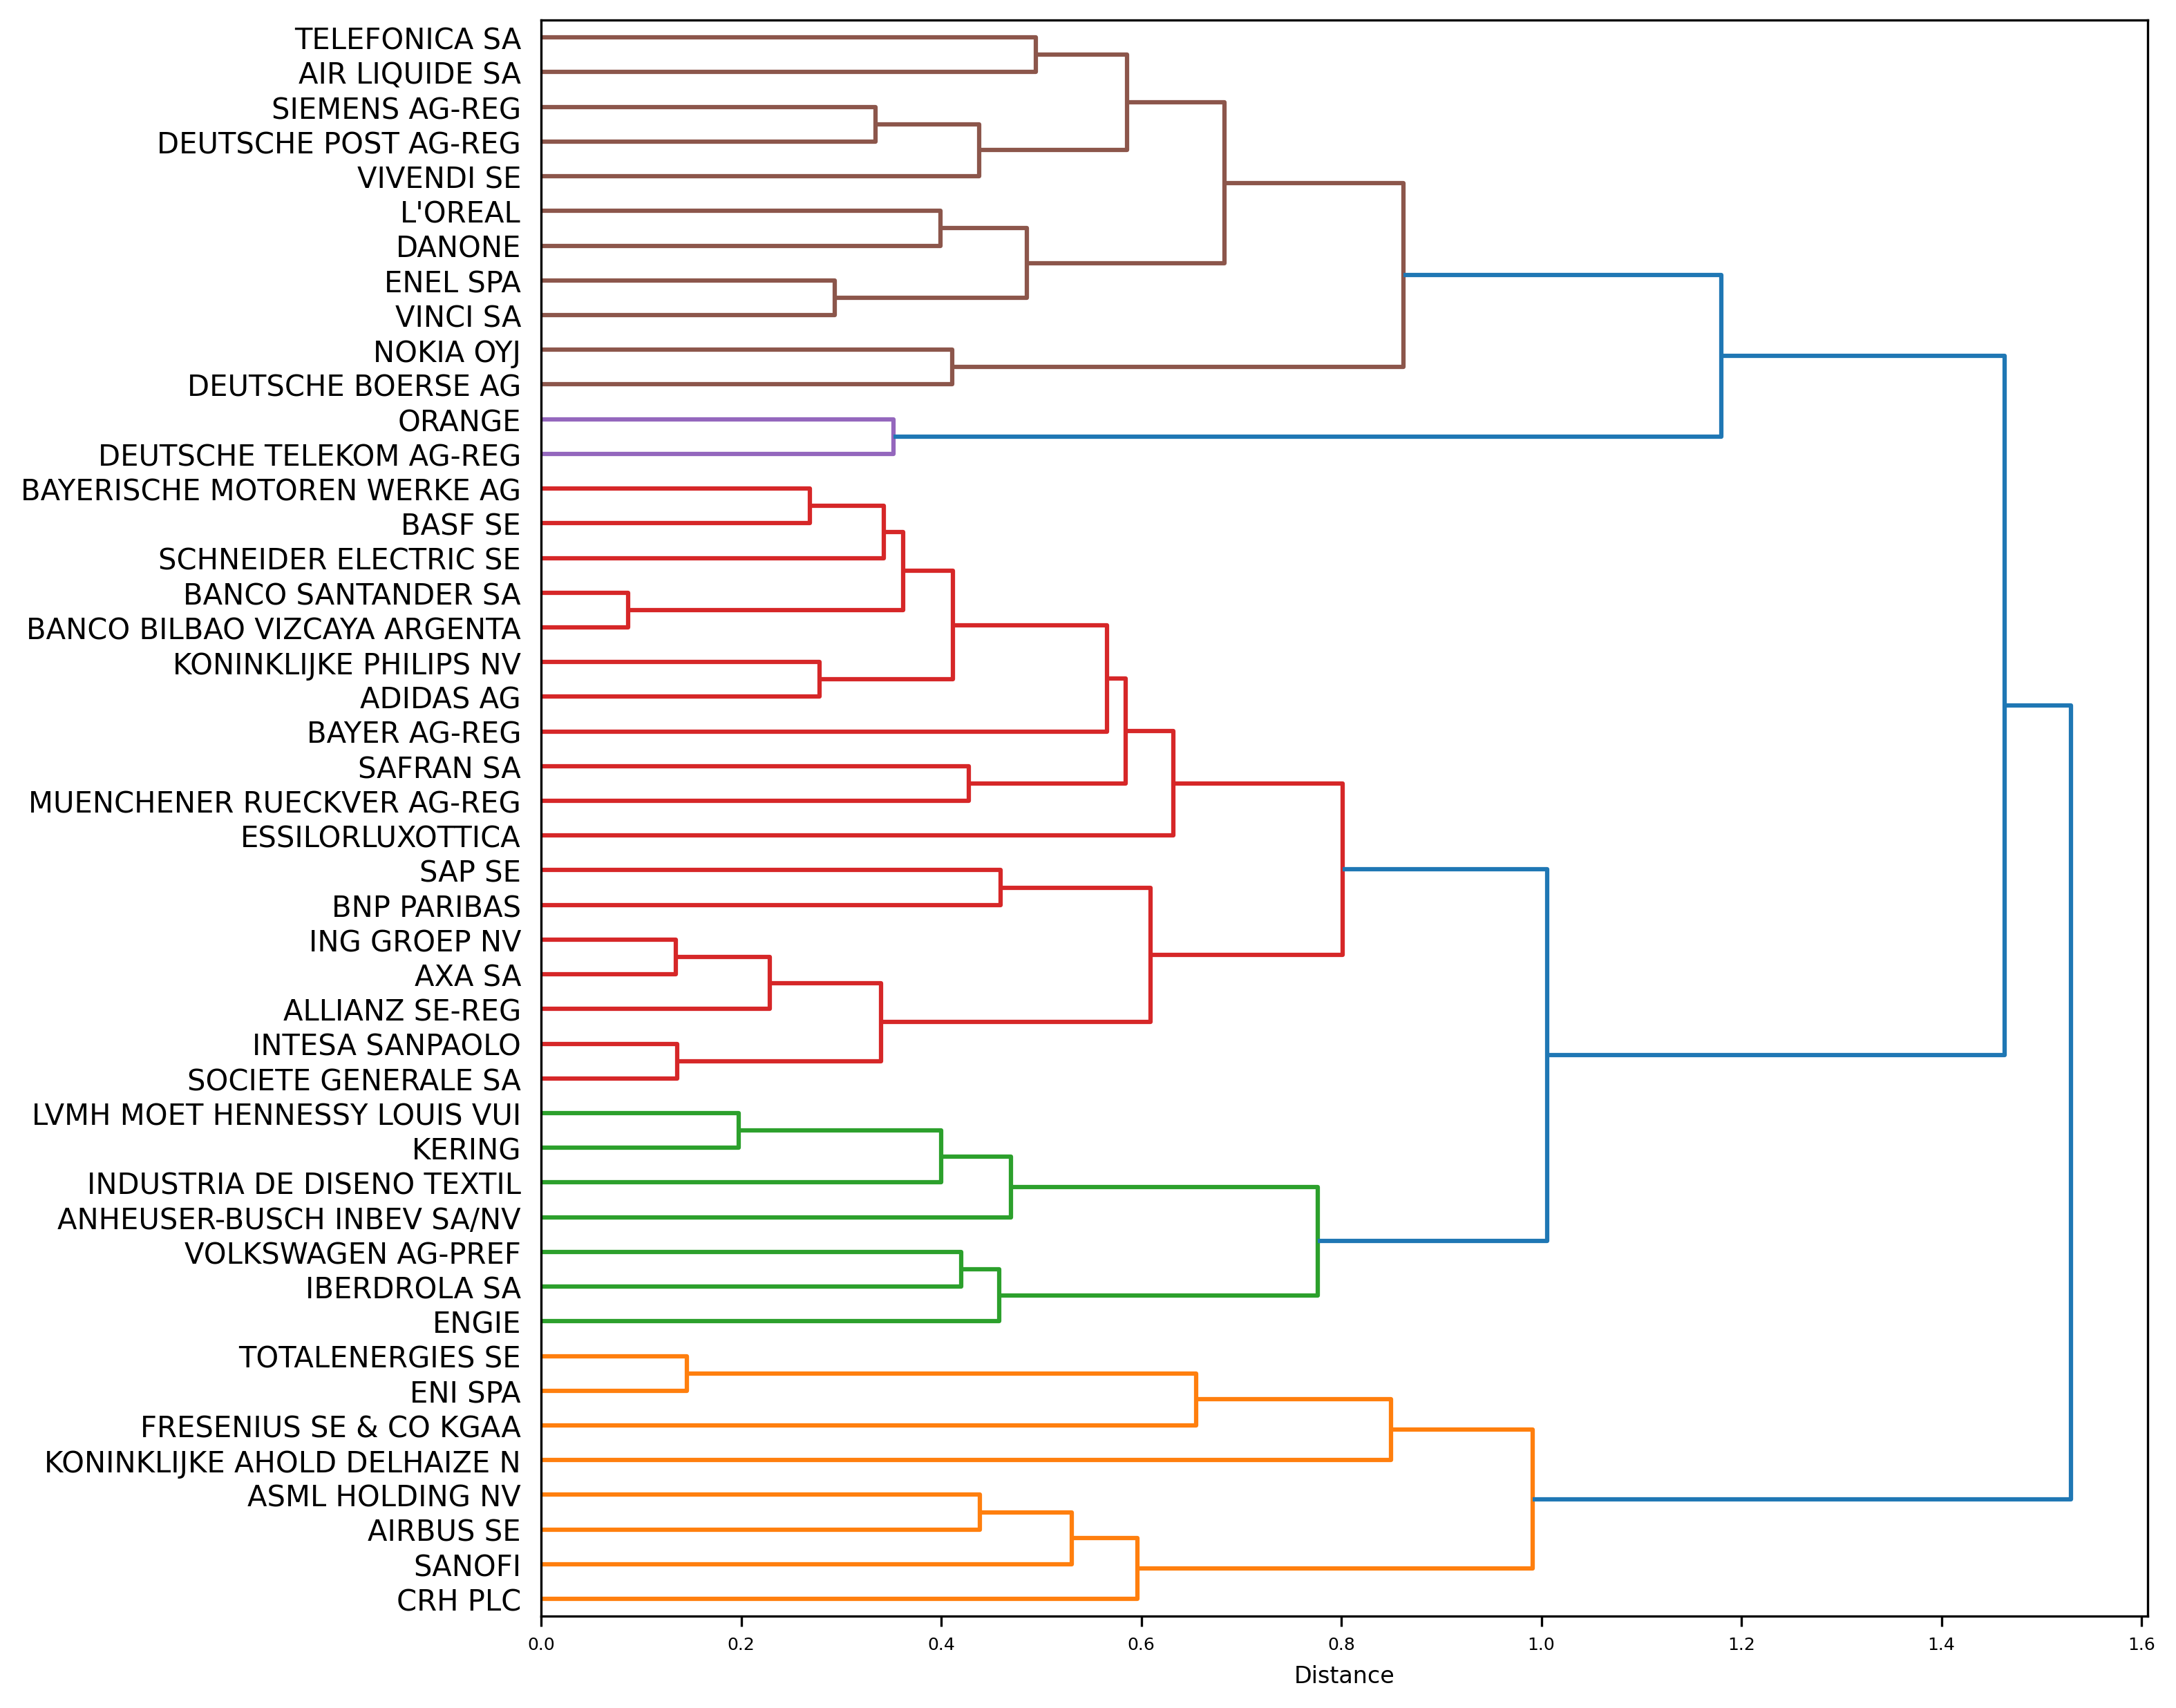 TELEFONICA SA
AIR LIQUIDE SA
SIEMENS AG-REG
DEUTSCHE POST AG-REG
VIVENDI SE
L'OREAL
DANONE
ENEL SPA
VINCI SA
NOKIA OYJ
DEUTSCHE BOERSE AG
ORANGE
DEUTSCHE TELEKOM AG-REG
BAYERISCHE MOTOREN WERKE AG
BASF SE
SCHNEIDER ELECTRIC SE
BANCO SANTANDER SA
BANCO BILBAO VIZCAYA ARGENTA
KONINKLIJKE PHILIPS NV
ADIDAS AG
BAYER AG-REG
SAFRAN SA
MUENCHENER RUECKVER AG-REG
ESSILORLUXOTTICA
SAP SE
BNP PARIBAS
ING GROEP NV
AXA SA
ALLIANZ SE-REG
INTESA SANPAOLO
SOCIETE GENERALE SA
LVMH MOET HENNESSY LOUIS VUI
KERING
INDUSTRIA DE DISENO TEXTIL
ANHEUSER-BUSCH INBEV SA/NV
VOLKSWAGEN AG-PREF
IBERDROLA SA
ENGIE
TOTALENERGIES SE
ENI SPA
FRESENIUS SE & CO KGAA
KONINKLIJKE AHOLD DELHAIZE N
ASML HOLDING NV
AIRBUS SE
SANOFI
CRH PLC
0.0 0.2 0.4 0.6 0.8 1.0 1.2 1.4 1.6
Distance